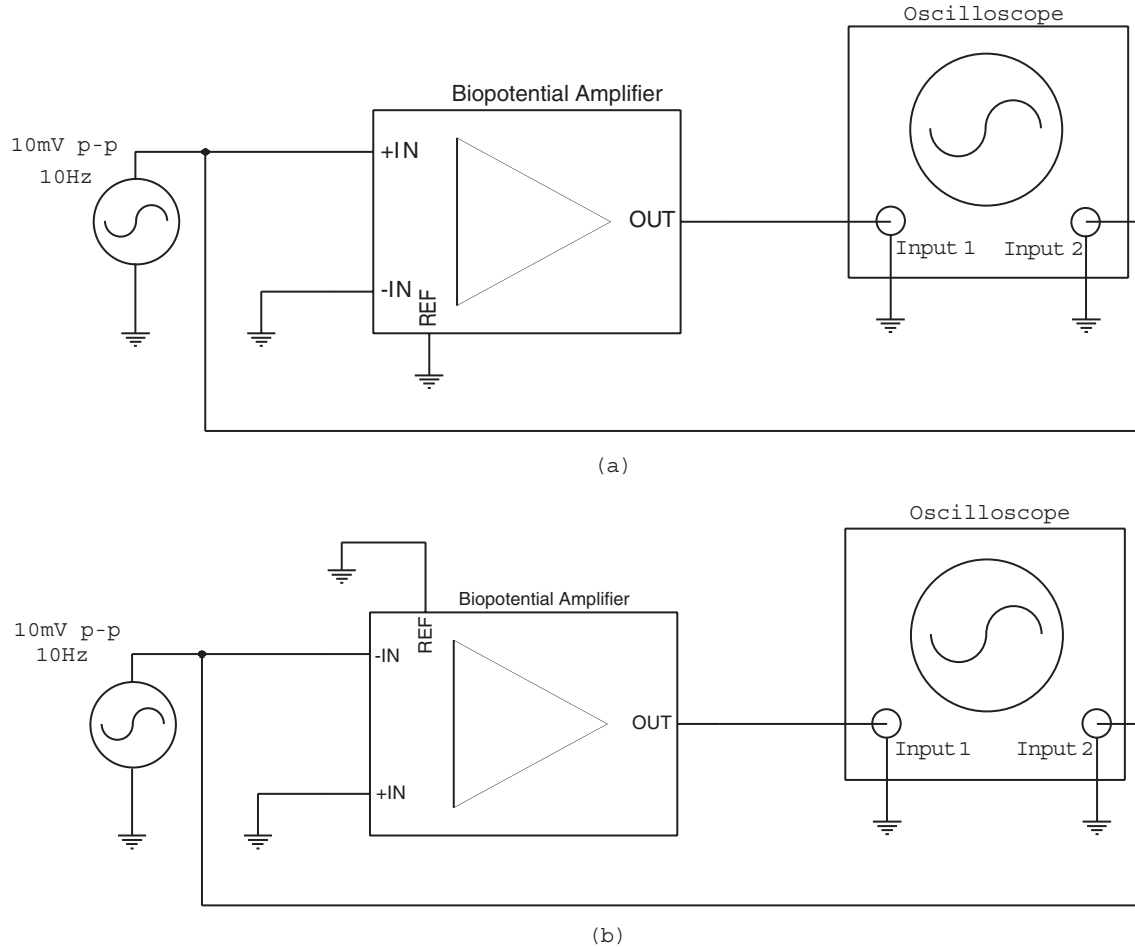 Oscilloscope
Biopotential Amplifier
10mV p-p
10Hz
+IN
OUT
-IN
REF
Input 1
Input 2
(a)
Oscilloscope
Biopotential Amplifier
REF
10mV p-p
10Hz
-IN
OUT
+IN
Input 1
Input 2
(b)